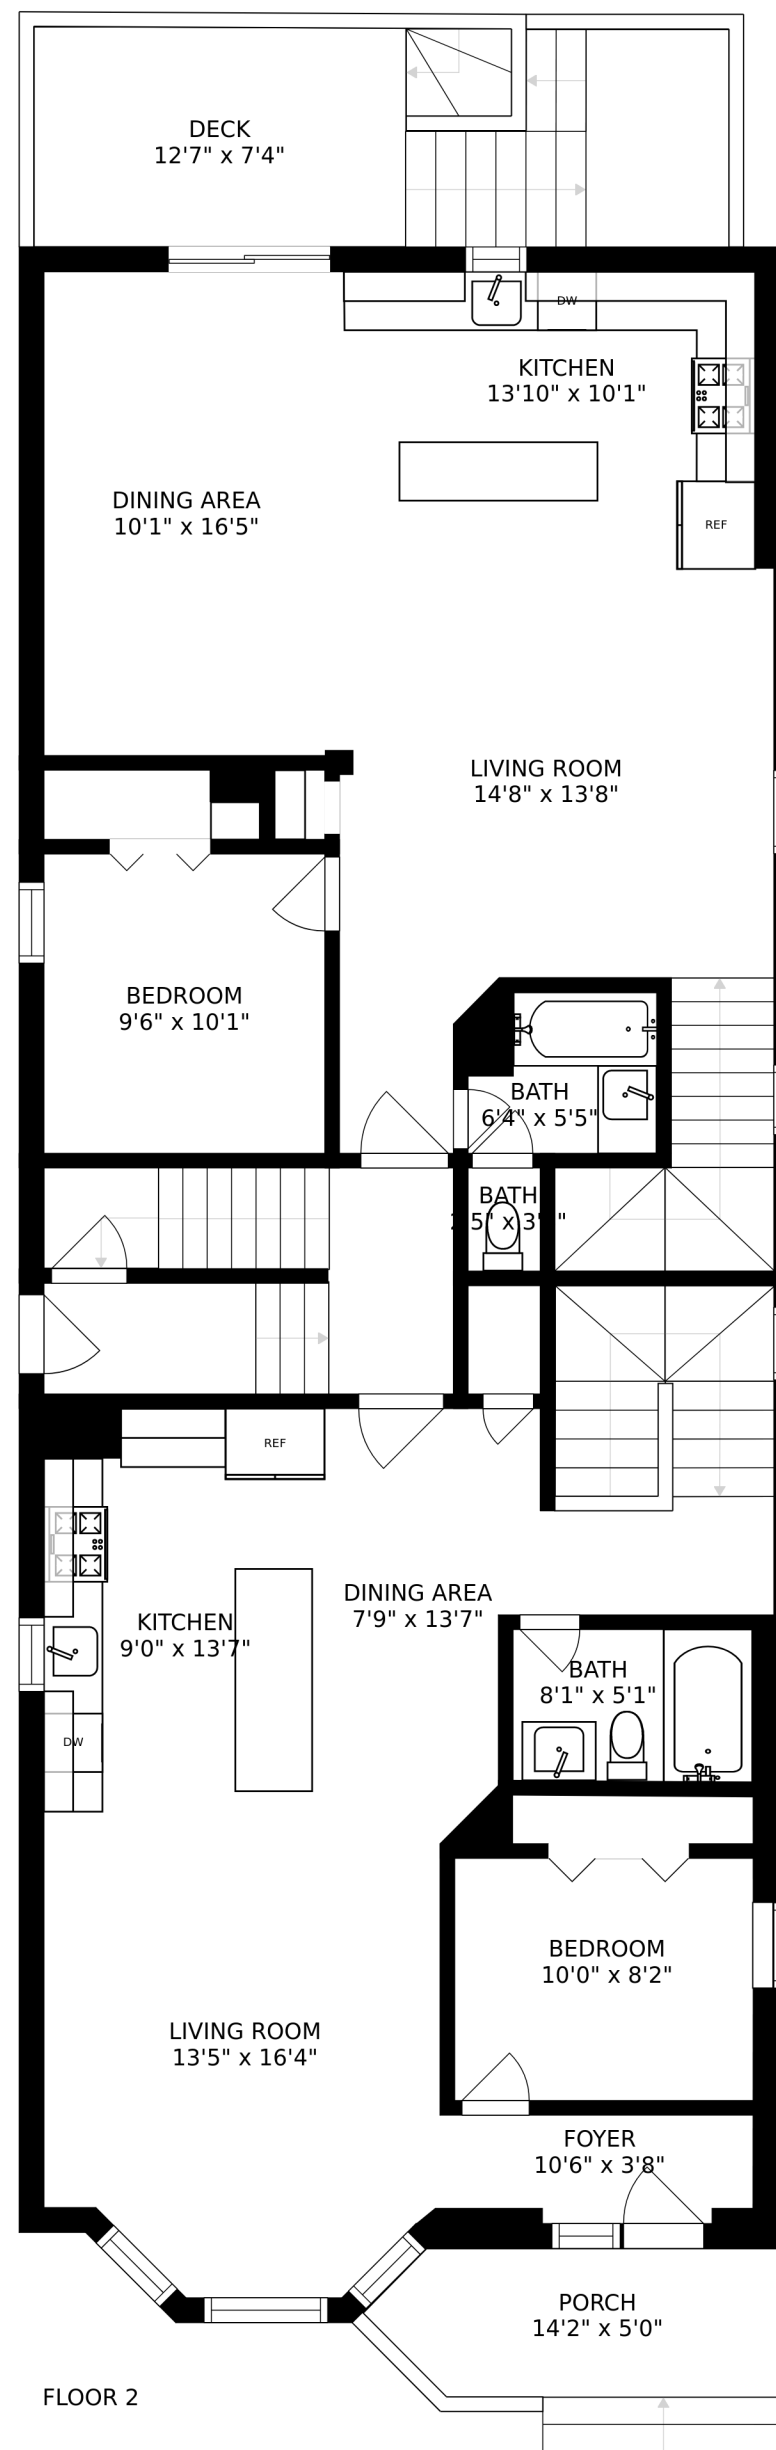 DECK
12'7" x 7'4"
DW
KITCHEN
13'10" x 10'1"
DINING AREA
10'1" x 16'5"
REF
LIVING ROOM
14'8" x 13'8"
BEDROOM
9'6" x 10'1"
BATH
6'4" x 5'5"
BATH
REF
DINING AREA
7'9" x 13'7"
KITCHEN
9'0" x 13'7"
BATH
8'1" x 5'1"
DW
BEDROOM
10'0" x 8'2"
LIVING ROOM
13'5" x 16'4"
FOYER
10'6" x 3'8"
PORCH
14'2" x 5'0"
FLOOR 2